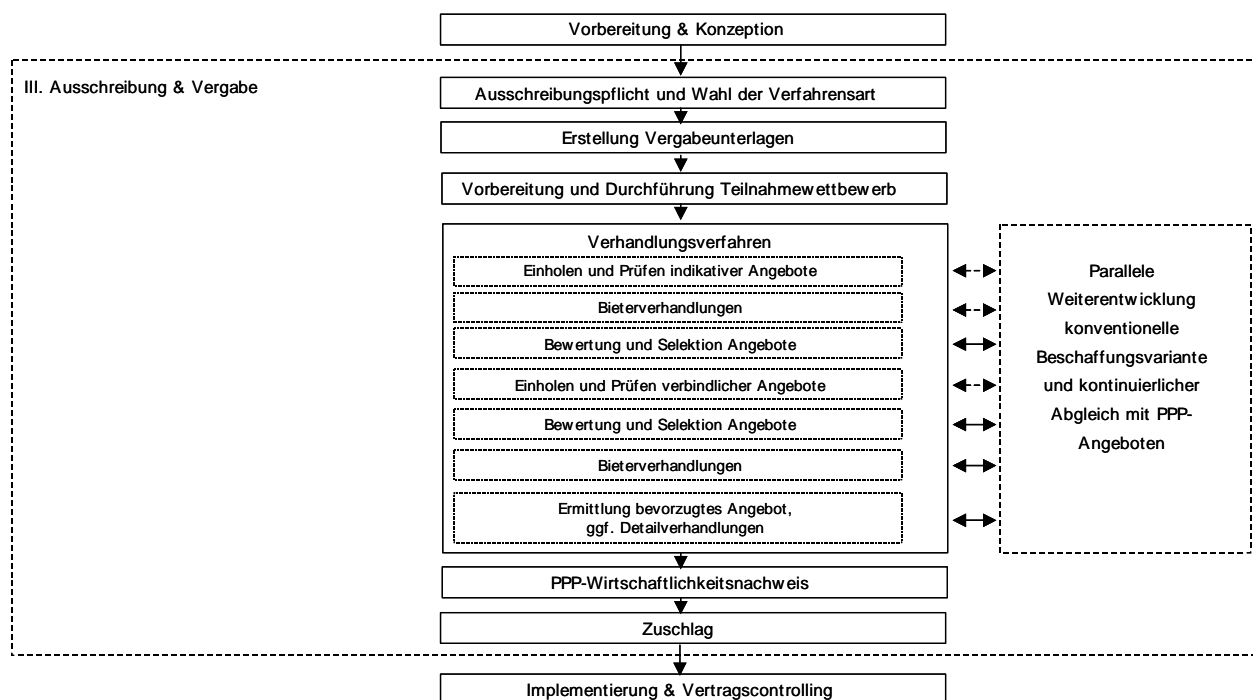 Vorbereitung & Konzeption
III. Ausschreibung & Vergabe
Ausschreibungspflicht und Wahl der Verfahrensart
Erstellung Vergabeunterlagen
Vorbereitung und Durchführung Teilnahmewettbewerb
Verhandlungsverfahren
Einholen und Prüfen indikativer Angebote
Bieterverhandlungen
Bewertung und Selektion Angebote
Einholen und Prüfen verbindlicher Angebote
Bewertung und Selektion Angebote
Bieterverhandlungen
Ermittlung bevorzugtes Angebot,
ggf. Detailverhandlungen
Parallele
Weiterentwicklung
konventionelle
Beschaffungsvariante
und kontinuierlicher
Abgleich mit PPP-
Angeboten
PPP-Wirtschaftlichkeitsnachweis
Zuschlag
Implementierung & Vertragscontrolling